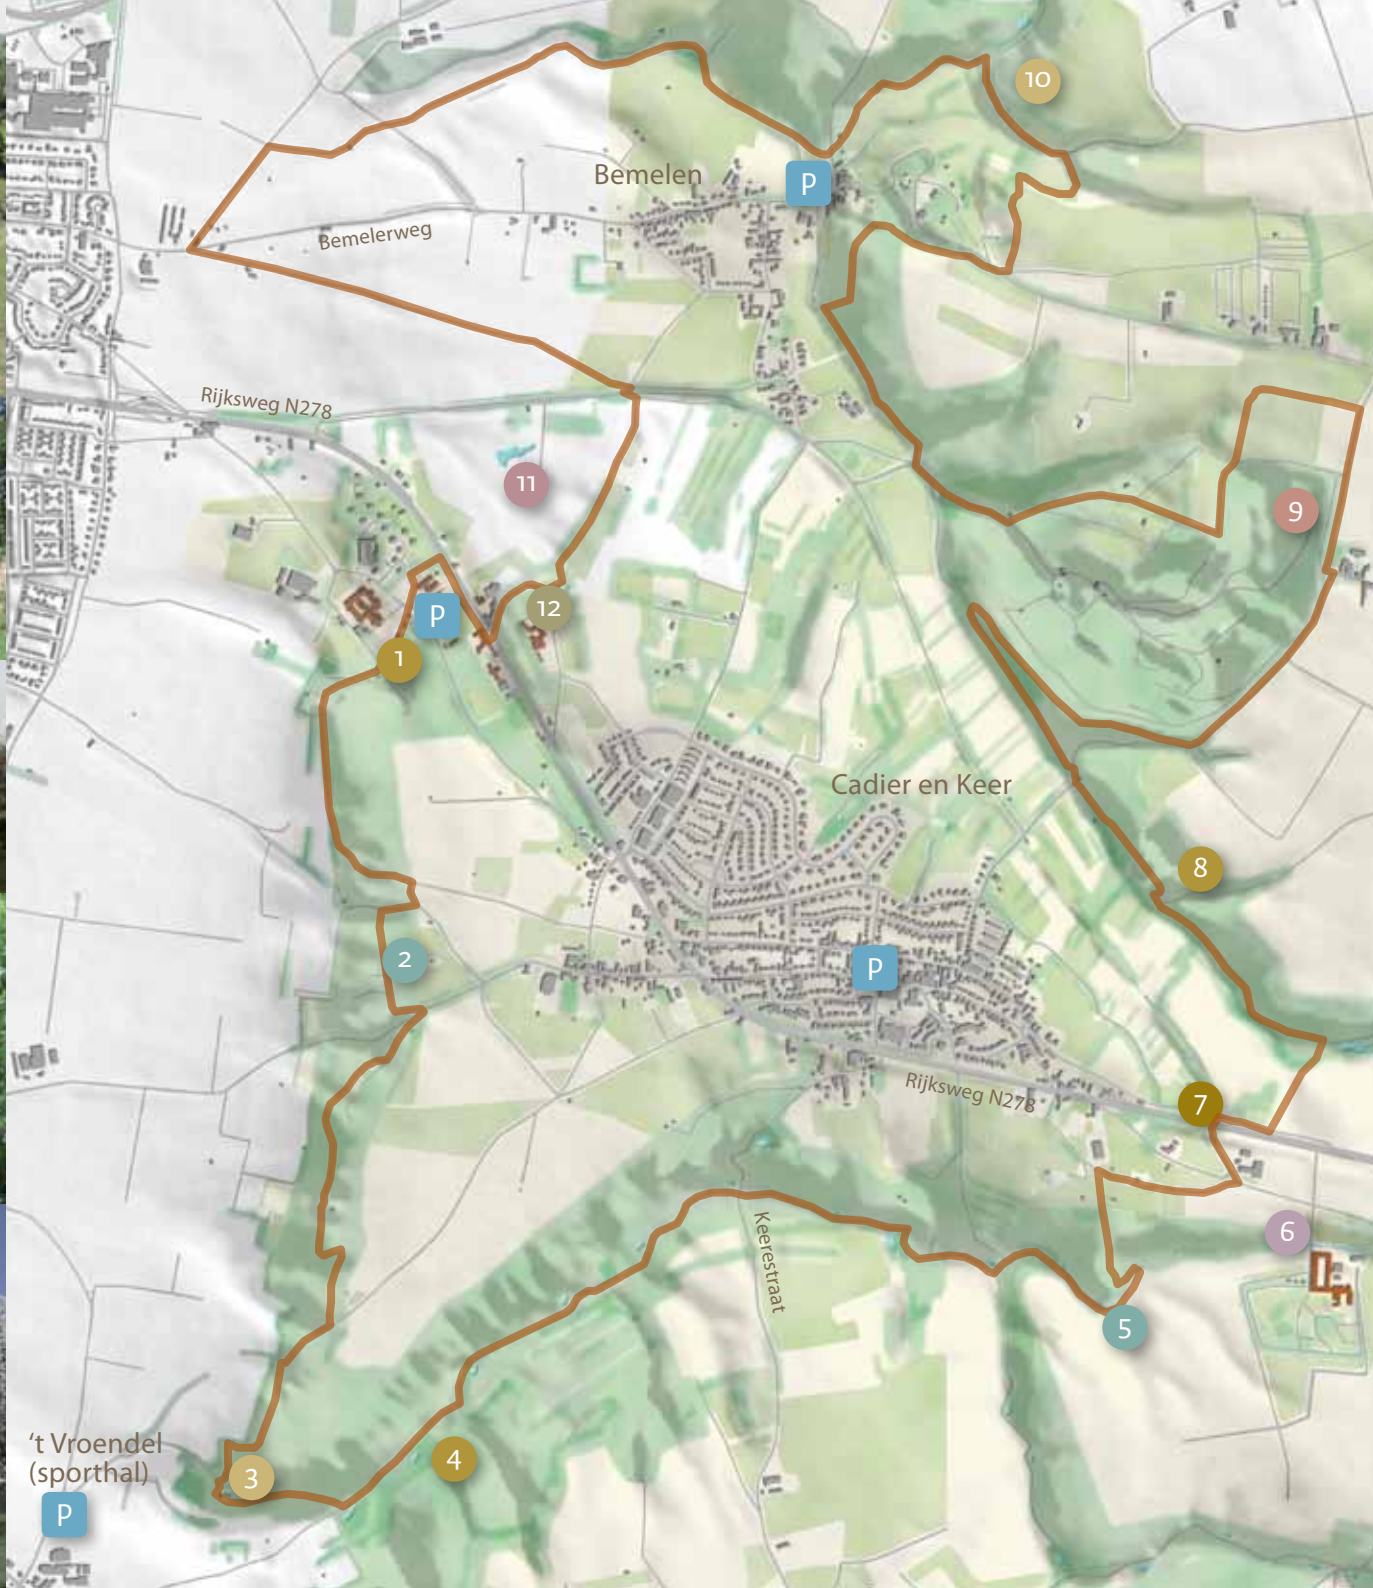 10
Bemelen
P
Bemelerweg
Rijksweg N278
11
9
12
P
1
Cadier en Keer
8
2
P
Rijksweg N278
7
Keerestraat
6
5
't Vroendel
(sporthal)
4
3
P